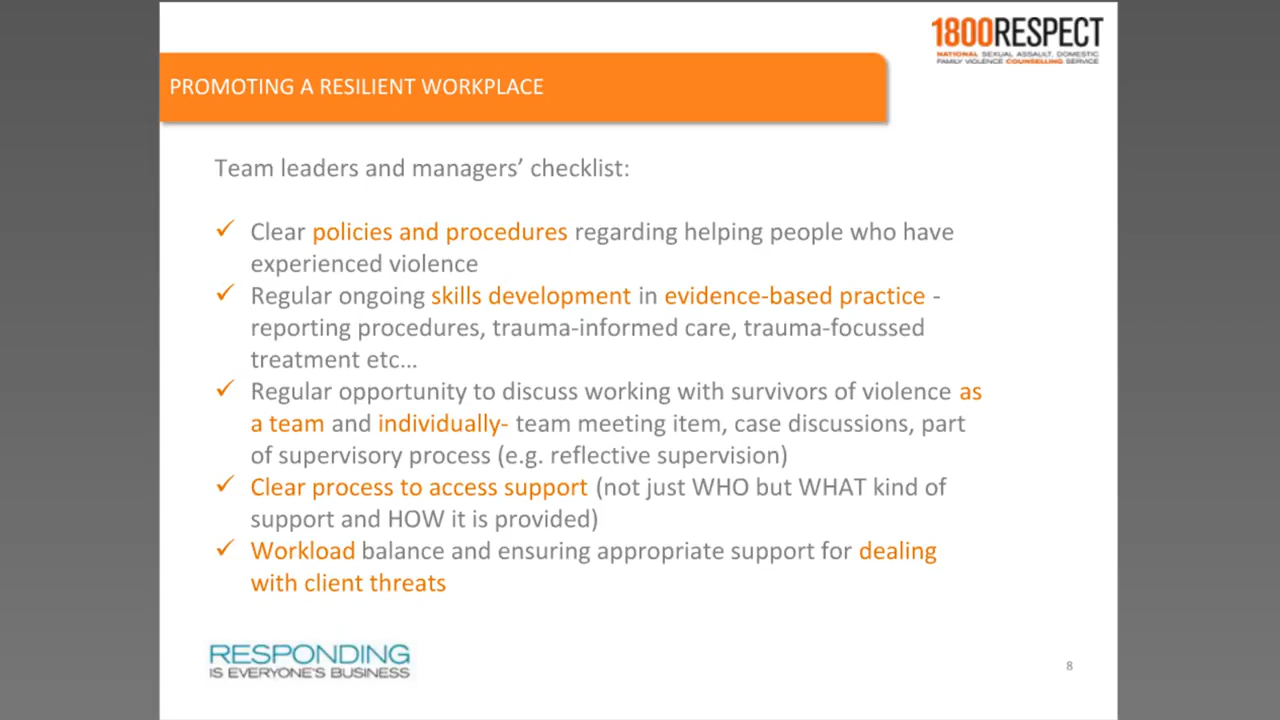 1800RESPECT
NATIONAL SEXUAL ASSAULT, DOMESTIC
FAMILY VIOLENCE COUNSELLING SERVICE
PROMOTING A RESILIENT WORKPLACE
Team leaders and managers’ checklist:
✓ Clear policies and procedures regarding helping people who have
experienced violence
✓ Regular ongoing skills development in evidence-based practice -
reporting procedures, trauma-informed care, trauma-focussed
treatment etc...
✓ Regular opportunity to discuss working with survivors of violence as
a team and individually- team meeting item, case discussions, part
of supervisory process (e.g. reflective supervision)
✓ Clear process to access support (not just WHO but WHAT kind of
support and HOW it is provided)
✓ Workload balance and ensuring appropriate support for dealing
with client threats
RESPONDING
IS EVERYONE'S BUSINESS
8